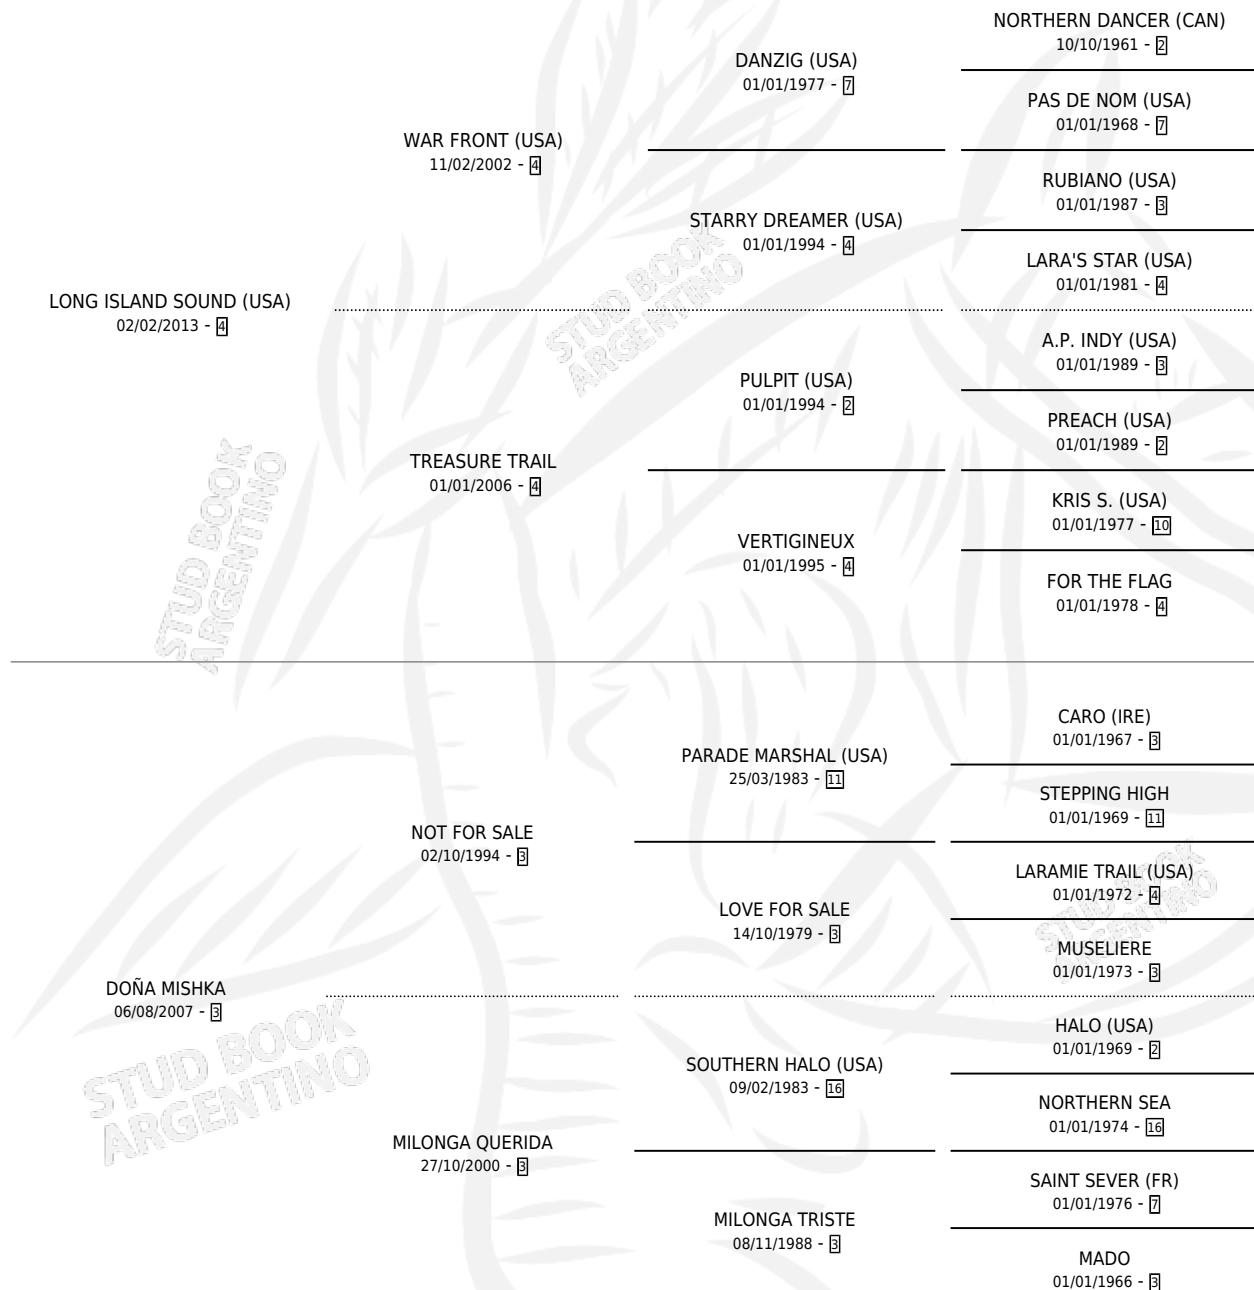 NORTHERN DANCER (CAN)
10/10/1961 - 2
DANZIG (USA)
01/01/1977 - 7
PAS DE NOM (USA)
01/01/1968 - 7
WAR FRONT (USA)
11/02/2002 - 4
RUBIANO (USA)
01/01/1987 - 3
STARRY DREAMER (USA)
01/01/1994 - 4
LARA'S STAR (USA)
01/01/1981 - 4
LONG ISLAND SOUND (USA)
02/02/2013 - 4
STUD BOOK
ARGENTINO
A.P. INDY (USA)
01/01/1989 - 3
PULPIT (USA)
01/01/1994 - 2
PREACH (USA)
01/01/1989 - 2
TREASURE TRAIL
01/01/2006 - 4
KRIS S. (USA)
01/01/1977 - 10
VERTIGINEUX
01/01/1995 - 4
FOR THE FLAG
01/01/1978 - 4
STUD BOOK
ARGENTINO
CARO (IRE)
01/01/1967 - 3
PARADE MARSHAL (USA)
25/03/1983 - 11
STEPPING HIGH
01/01/1969 - 11
NOT FOR SALE
02/10/1994 - 3
LARAMIE TRAIL (USA)
01/01/1972 - 4
LOVE FOR SALE
14/10/1979 - 3
STUD BOOK
ARGENTINO
MUSELIERE
01/01/1973 - 3
DOÑA MISHKA
06/08/2007 - 3
STUD BOOK
ARGENTINO
HALO (USA)
01/01/1969 - 2
SOUTHERN HALO (USA)
09/02/1983 - 16
NORTHERN SEA
01/01/1974 - 16
MILONGA QUERIDA
27/10/2000 - 3
SAINT SEVER (FR)
01/01/1976 - 7
MILONGA TRISTE
08/11/1988 - 3
MADO
01/01/1966 - 3